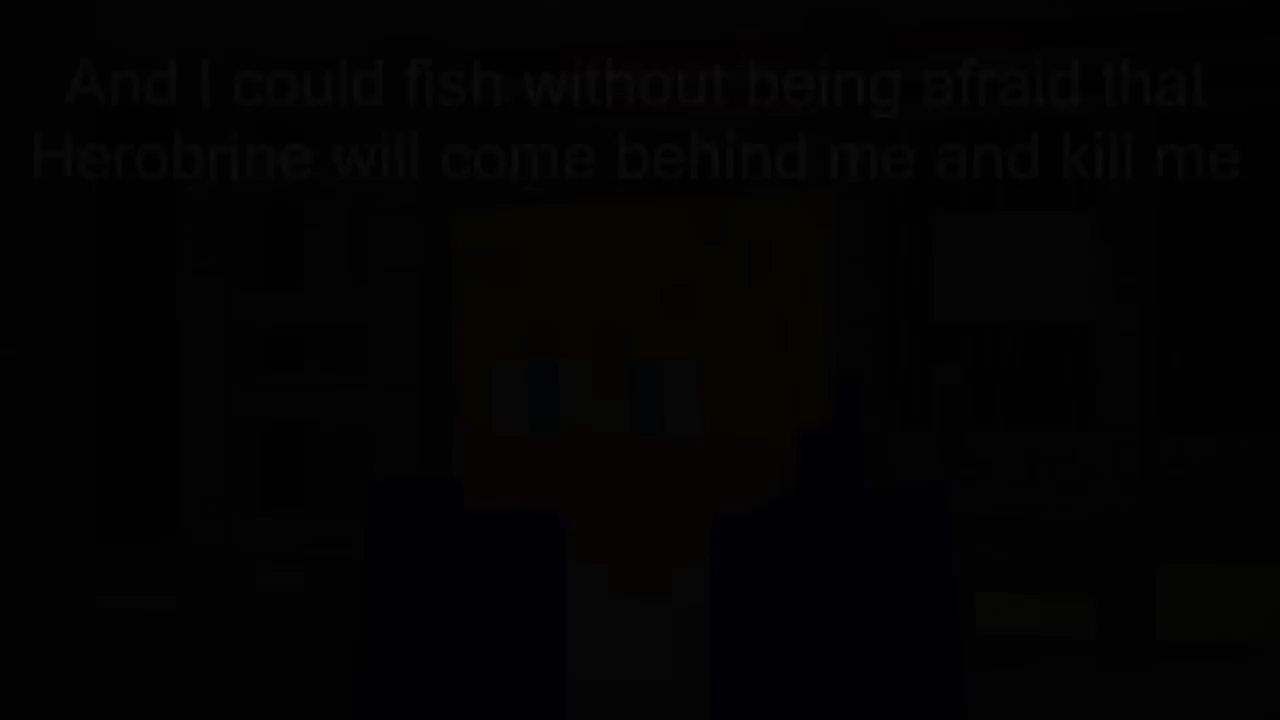 And I could fish without being afraid that
Herobrine will come behind me and kill me